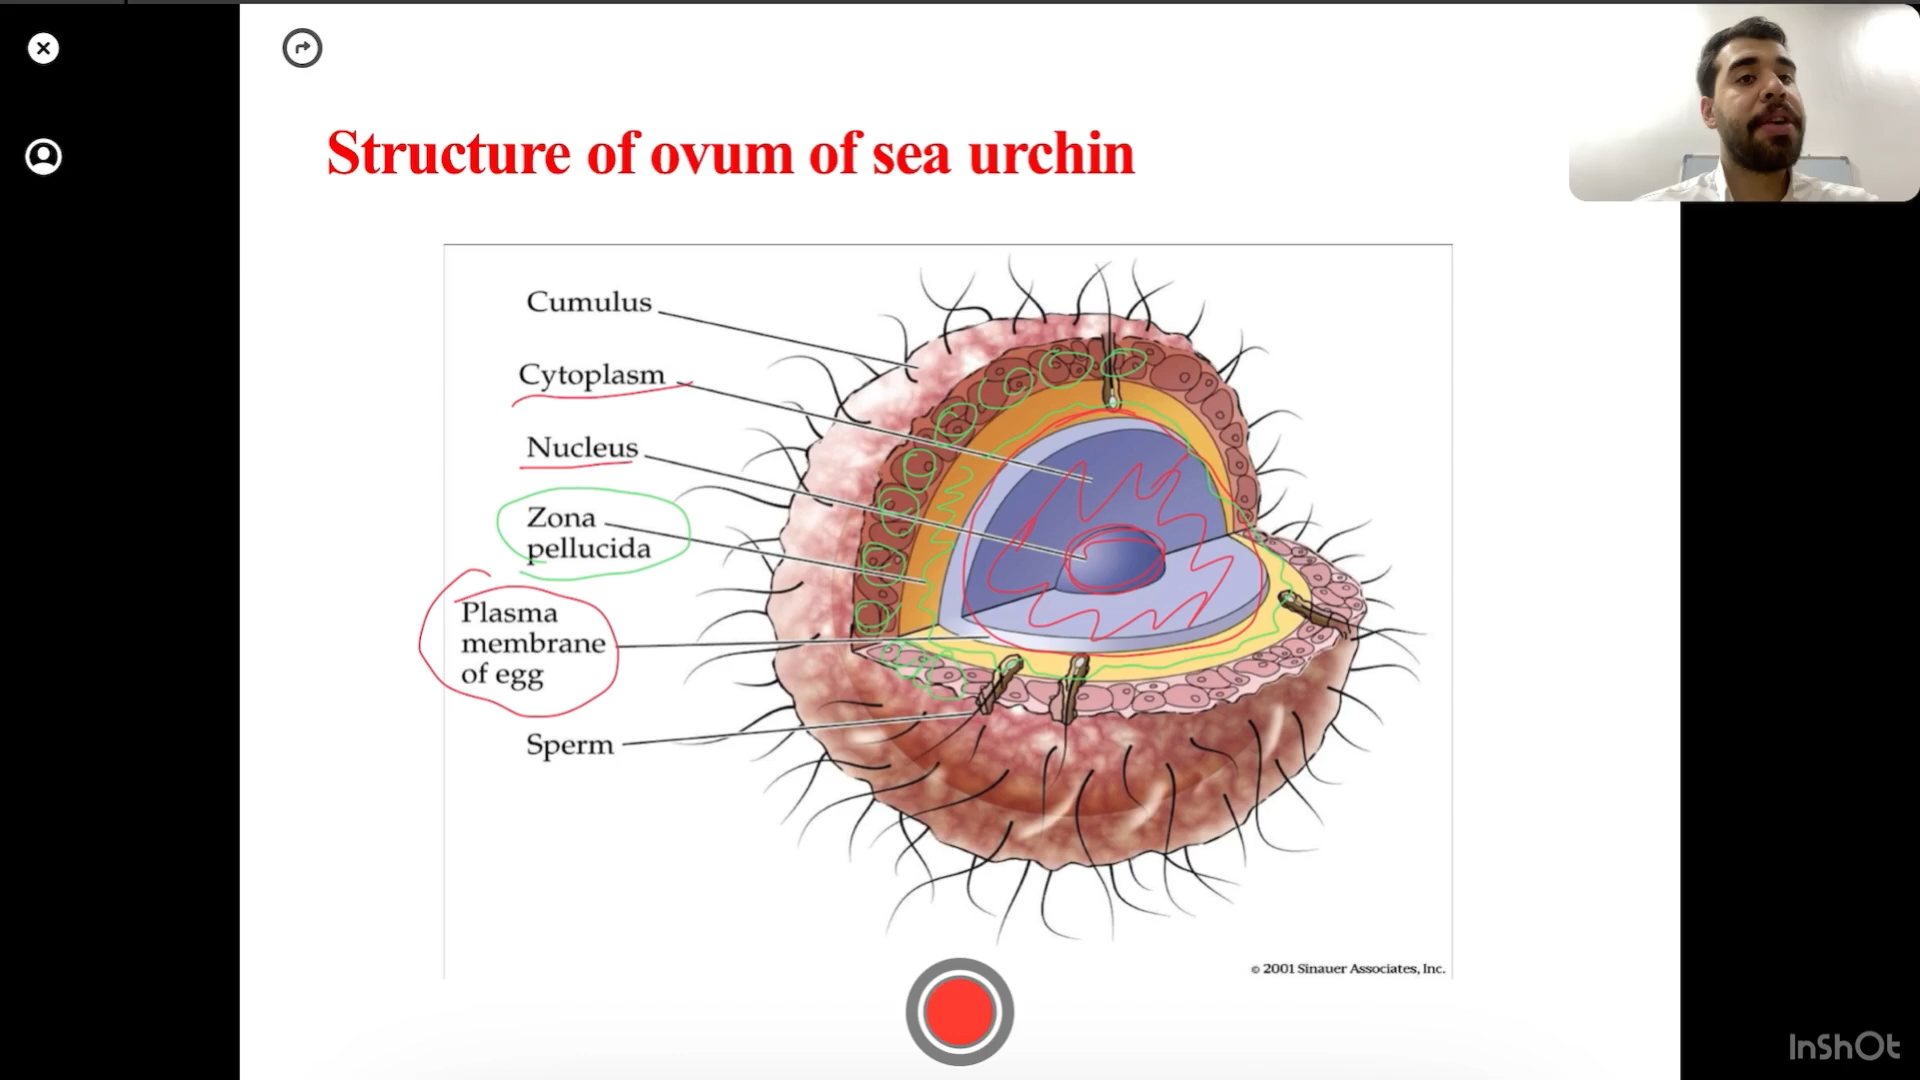 Structure of ovum of sea urchin
Cumulus
Cytoplasm
Nucleus
Zona
pellucida
Plasma
membrane
of egg
Sperm
© 2001 Sinauer Associates, Inc.
InShOt